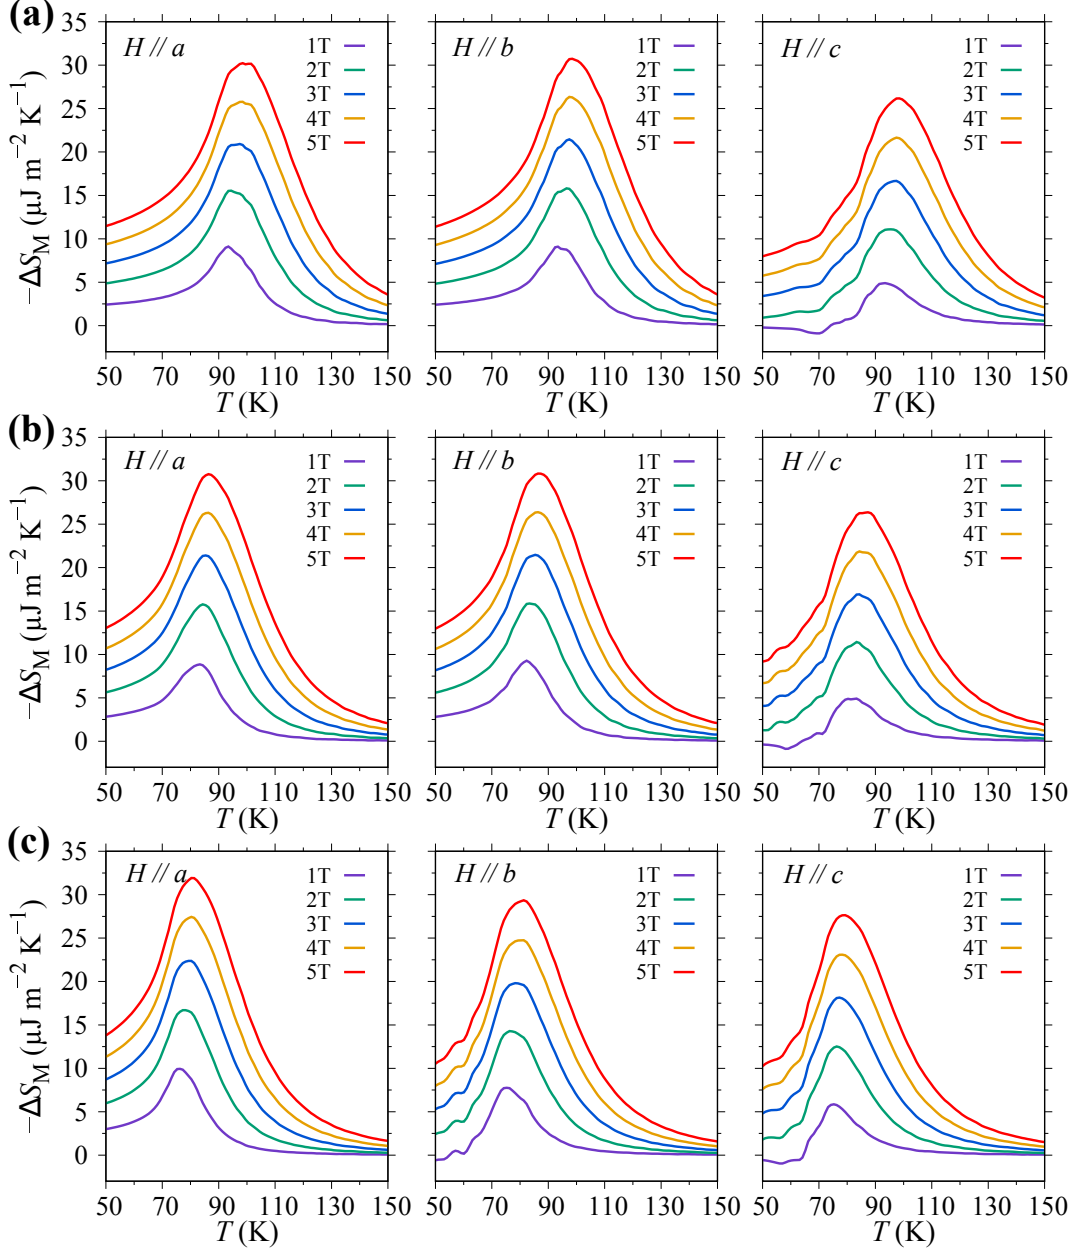 (a)
−ΔS_M (μJ m⁻² K⁻¹)
35
30
25
20
15
10
5
0
H // a
1T
2T
3T
4T
5T
50 70 90 110 130 150
T (K)
H // b
1T
2T
3T
4T
5T
50 70 90 110 130 150
T (K)
H // c
1T
2T
3T
4T
5T
50 70 90 110 130 150
T (K)
(b)
−ΔS_M (μJ m⁻² K⁻¹)
35
30
25
20
15
10
5
0
H // a
1T
2T
3T
4T
5T
50 70 90 110 130 150
T (K)
H // b
1T
2T
3T
4T
5T
50 70 90 110 130 150
T (K)
H // c
1T
2T
3T
4T
5T
50 70 90 110 130 150
T (K)
(c)
−ΔS_M (μJ m⁻² K⁻¹)
35
30
25
20
15
10
5
0
H // a
1T
2T
3T
4T
5T
50 70 90 110 130 150
T (K)
H // b
1T
2T
3T
4T
5T
50 70 90 110 130 150
T (K)
H // c
1T
2T
3T
4T
5T
50 70 90 110 130 150
T (K)